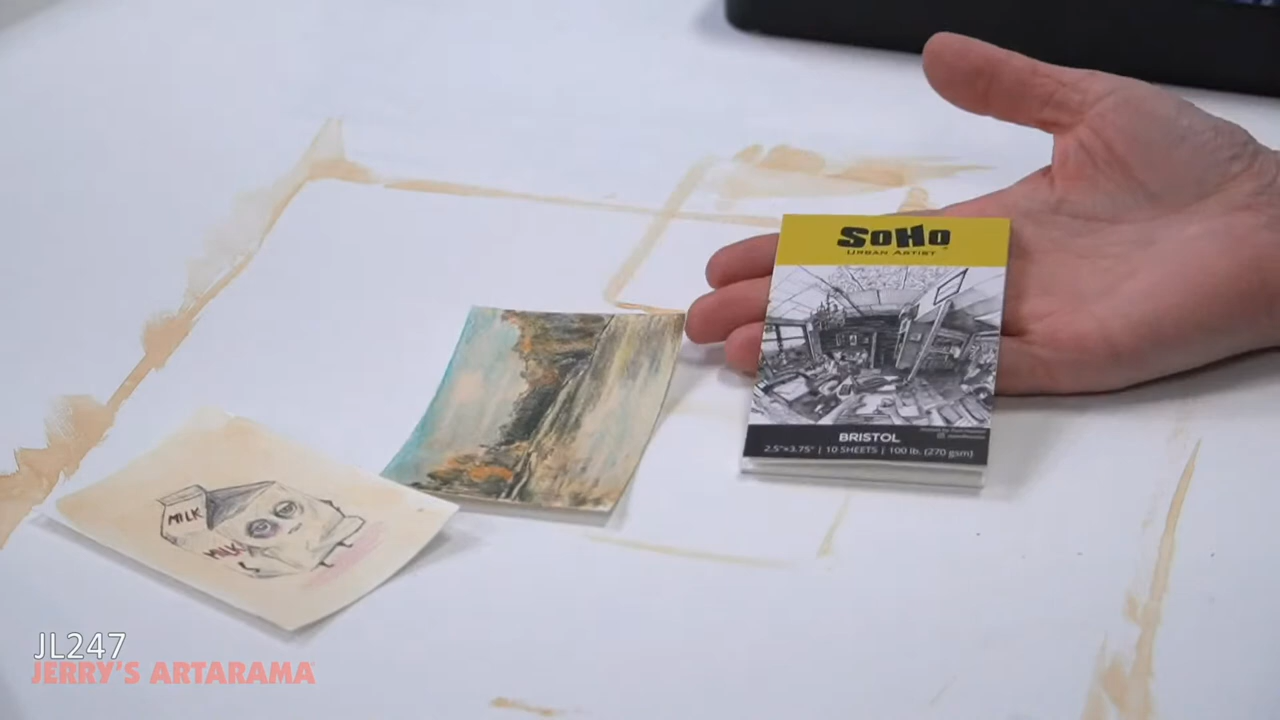 SoHo
URBAN ARTIST
BRISTOL
2.5"x3.75" | 10 SHEETS | 100 lb. (270 gsm)
MILK
MILK
JL247
JERRY'S ARTARAMA